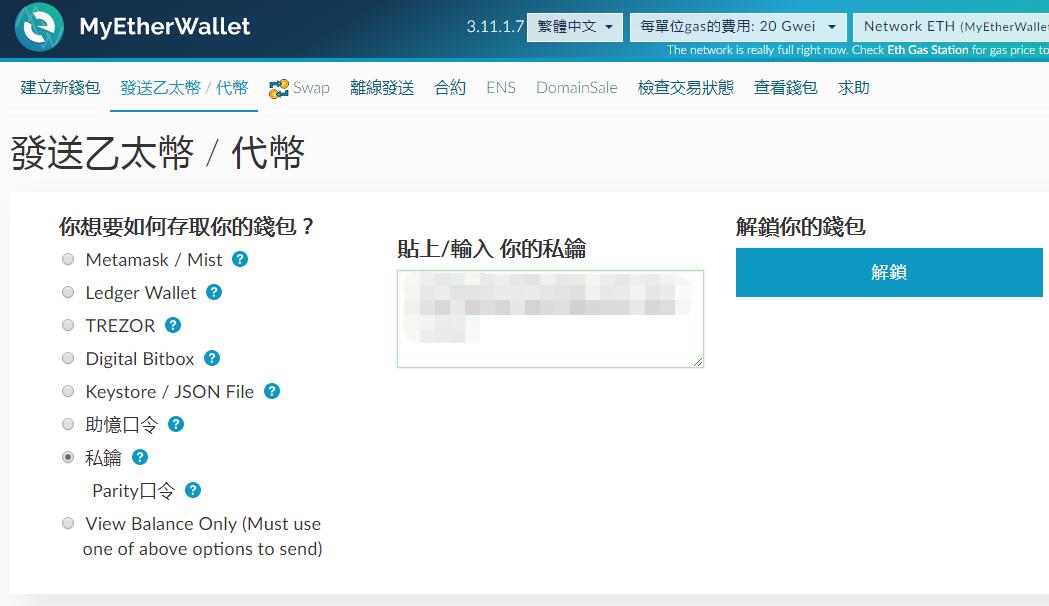 MyEtherWallet
3.11.1.7 繁體中文 每單位gas的費用: 20 Gwei Network ETH (MyEtherWallet
The network is really full right now. Check Eth Gas Station for gas price to
建立新錢包 發送乙太幣 / 代幣 Swap 離線發送 合約 ENS DomainSale 檢查交易狀態 查看錢包 求助
發送乙太幣 / 代幣
你想要如何存取你的錢包？
Metamask / Mist ?
Ledger Wallet ?
TREZOR ?
Digital Bitbox ?
Keystore / JSON File ?
助憶口令 ?
私鑰 ?
Parity口令 ?
View Balance Only (Must use
one of above options to send)
貼上/輸入 你的私鑰
解鎖你的錢包
解鎖